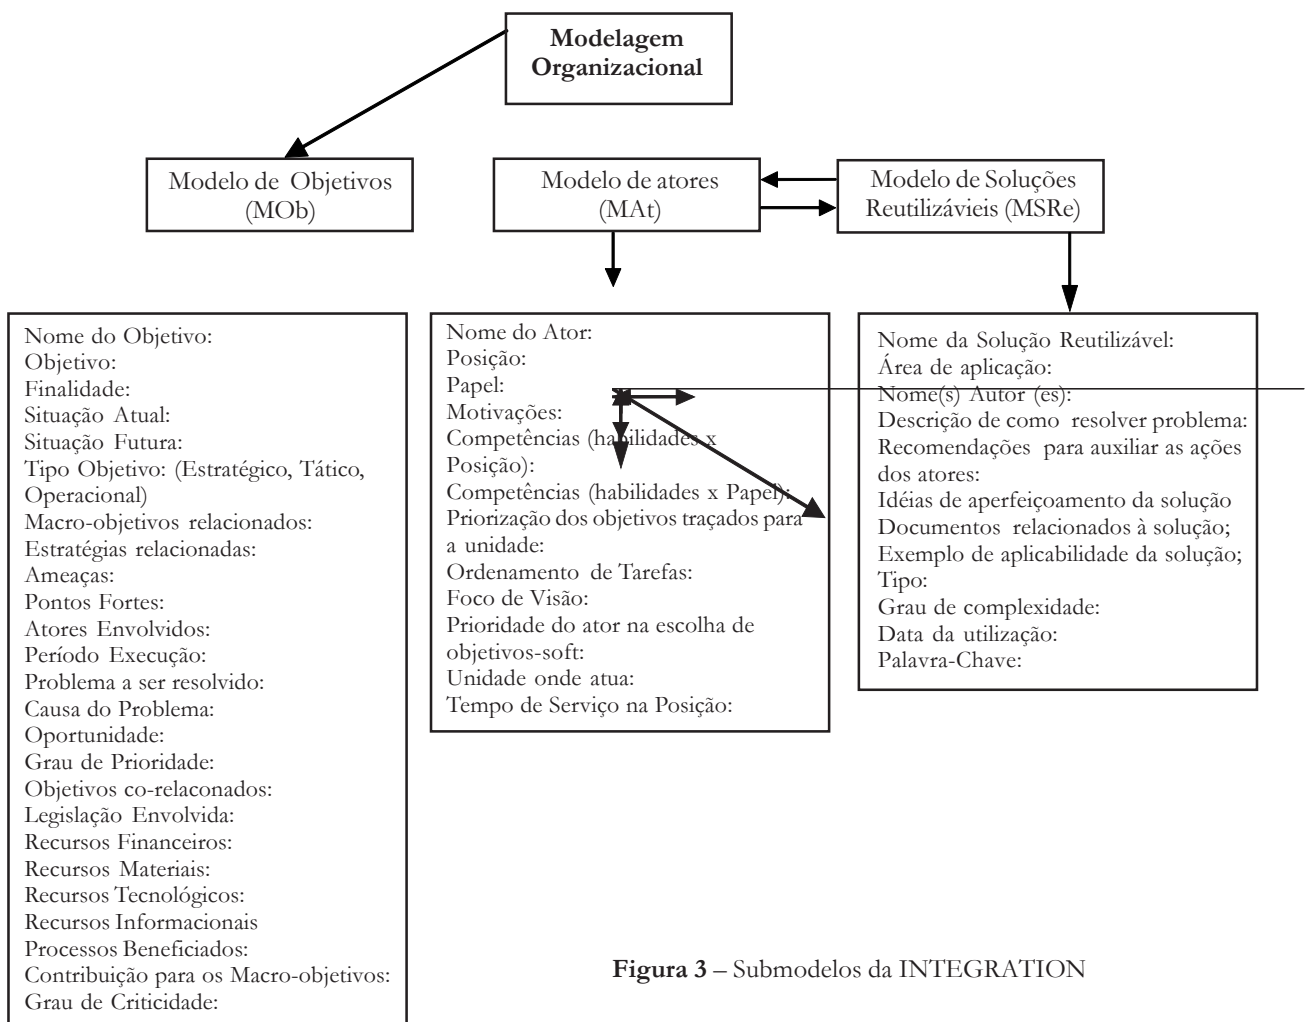 Modelagem
Organizacional
Modelo de Objetivos
(MOb)
Modelo de atores
(MAt)
Modelo de Soluções
Reutilizávieis (MSRe)
Nome do Objetivo:
Objetivo:
Finalidade:
Situação Atual:
Situação Futura:
Tipo Objetivo: (Estratégico, Tático,
Operacional)
Macro-objetivos relacionados:
Estratégias relacionadas:
Ameaças:
Pontos Fortes:
Atores Envolvidos:
Período Execução:
Problema a ser resolvido:
Causa do Problema:
Oportunidade:
Grau de Prioridade:
Objetivos co-relaconados:
Legislação Envolvida:
Recursos Financeiros:
Recursos Materiais:
Recursos Tecnológicos:
Recursos Informacionais
Processos Beneficiados:
Contribuição para os Macro-objetivos:
Grau de Criticidade:
Nome do Ator:
Posição:
Papel:
Motivações:
Competências (habilidades x
Posição):
Competências (habilidades x Papel):
Priorização dos objetivos traçados para
a unidade:
Ordenamento de Tarefas:
Foco de Visão:
Prioridade do ator na escolha de
objetivos-soft:
Unidade onde atua:
Tempo de Serviço na Posição:
Nome da Solução Reutilizável:
Área de aplicação:
Nome(s) Autor (es):
Descrição de como resolver problema:
Recomendações para auxiliar as ações
dos atores:
Idéias de aperfeiçoamento da solução
Documentos relacionados à solução;
Exemplo de aplicabilidade da solução;
Tipo:
Grau de complexidade:
Data da utilização:
Palavra-Chave:
Figura 3 – Submodelos da INTEGRATION